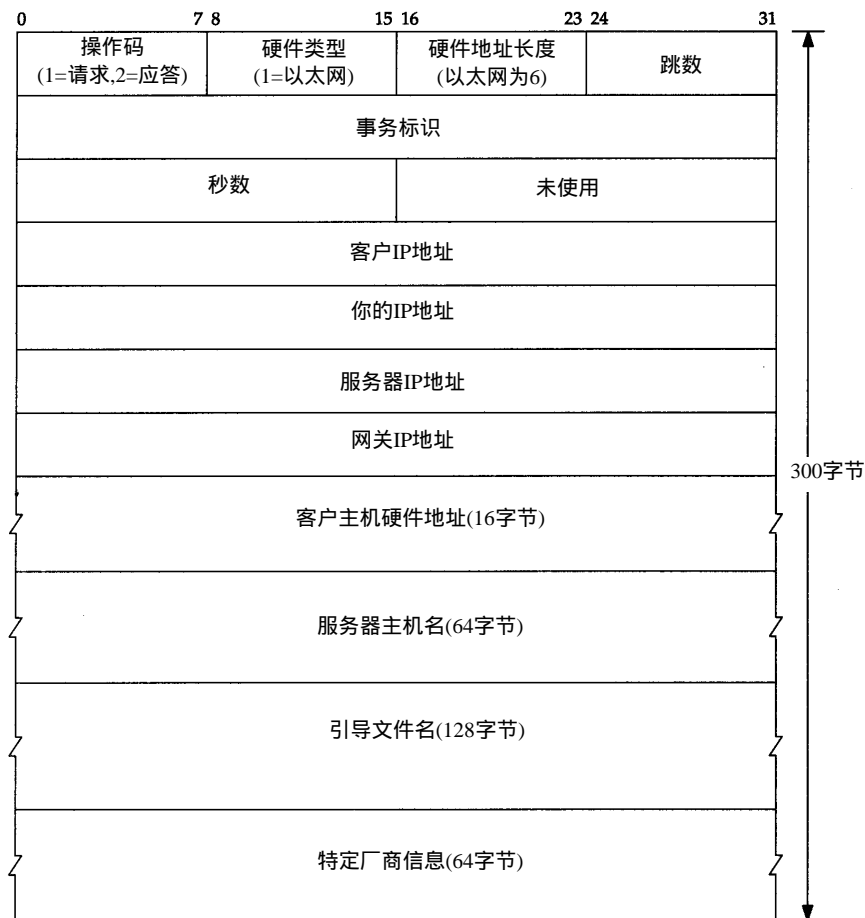 0 7 8 15 16 23 24 31
操作码
(1=请求,2=应答)
硬件类型
(1=以太网)
硬件地址长度
(以太网为6)
跳数
事务标识
秒数
未使用
客户IP地址
你的IP地址
服务器IP地址
网关IP地址
300字节
客户主机硬件地址(16字节)
服务器主机名(64字节)
引导文件名(128字节)
特定厂商信息(64字节)